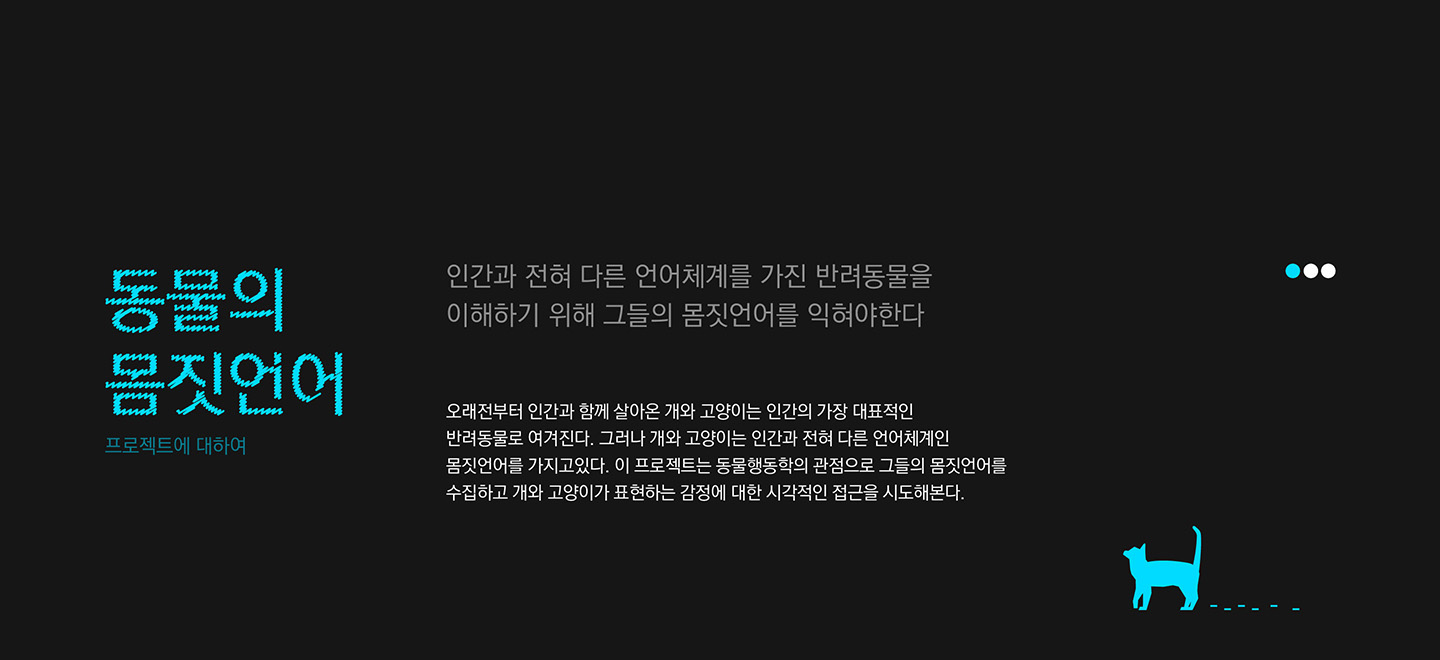 동물의
몸짓언어
프로젝트에 대하여
인간과 전혀 다른 언어체계를 가진 반려동물을
이해하기 위해 그들의 몸짓언어를 익혀야한다
오래전부터 인간과 함께 살아온 개와 고양이는 인간의 가장 대표적인
반려동물로 여겨진다. 그러나 개와 고양이는 인간과 전혀 다른 언어체계인
몸짓언어를 가지고있다. 이 프로젝트는 동물행동학의 관점으로 그들의 몸짓언어를
수집하고 개와 고양이가 표현하는 감정에 대한 시각적인 접근을 시도해본다.